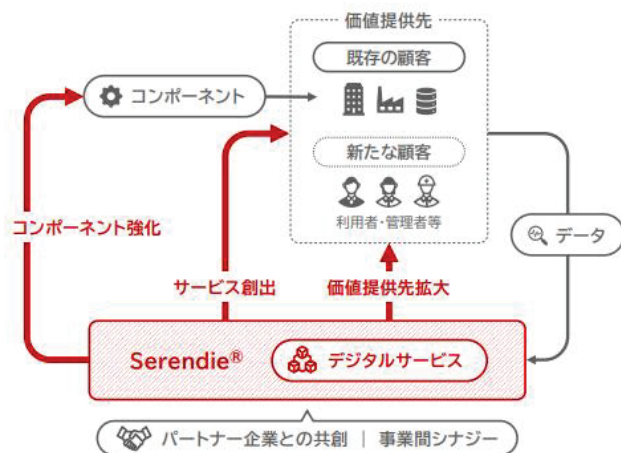 価値提供先
既存の顧客
コンポーネント
新たな顧客
利用者・管理者等
コンポーネント強化
データ
サービス創出
価値提供先拡大
Serendie®
デジタルサービス
パートナー企業との共創 | 事業間シナジー